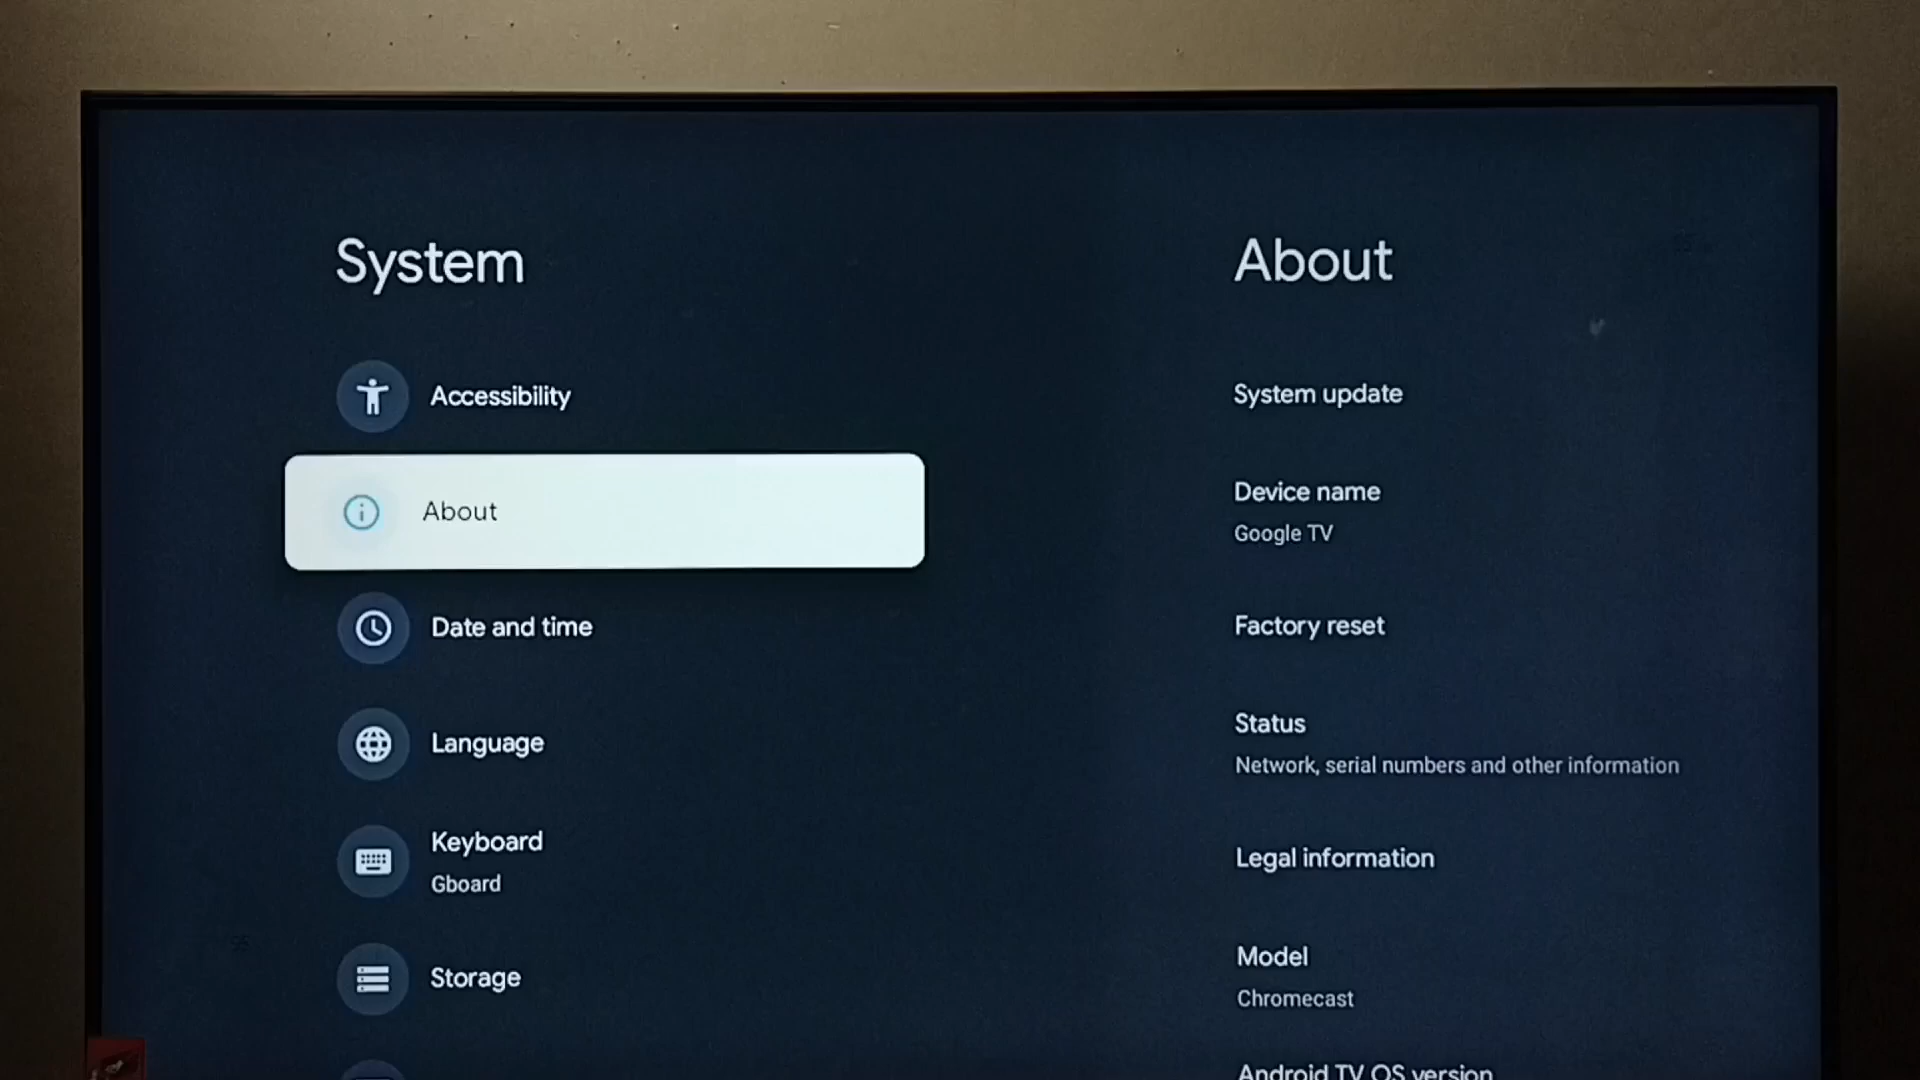 System
Accessibility
About
Date and time
Language
Keyboard
Gboard
Storage
About
System update
Device name
Google TV
Factory reset
Status
Network, serial numbers and other information
Legal information
Model
Chromecast
Android TV OS version